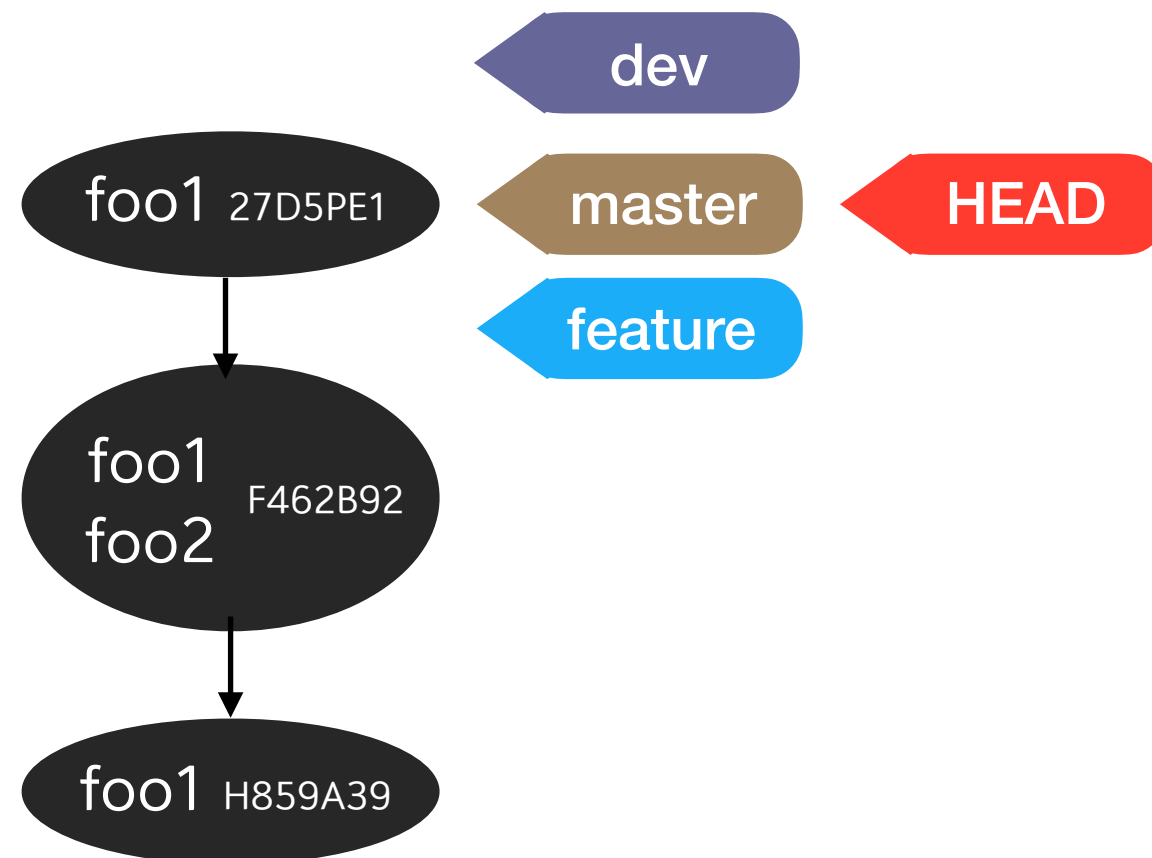 dev
foo1 27D5PE1
master
HEAD
feature
foo1
F462B92
foo2
foo1 H859A39